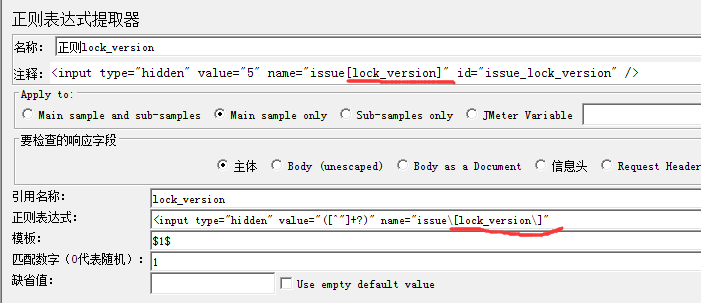 正则表达式提取器
名称： 正则lock_version
注释： <input type="hidden" value="5" name="issue[lock_version]" id="issue_lock_version" />
Apply to:
Main sample and sub-samples Main sample only Sub-samples only JMeter Variable
要检查的响应字段
主体 Body (unescaped) Body as a Document 信息头 Request Header
引用名称： lock_version
正则表达式： <input type="hidden" value="([^"]+?)" name="issue\[lock_version\]"
模板： $1$
匹配数字（0代表随机）： 1
缺省值： Use empty default value